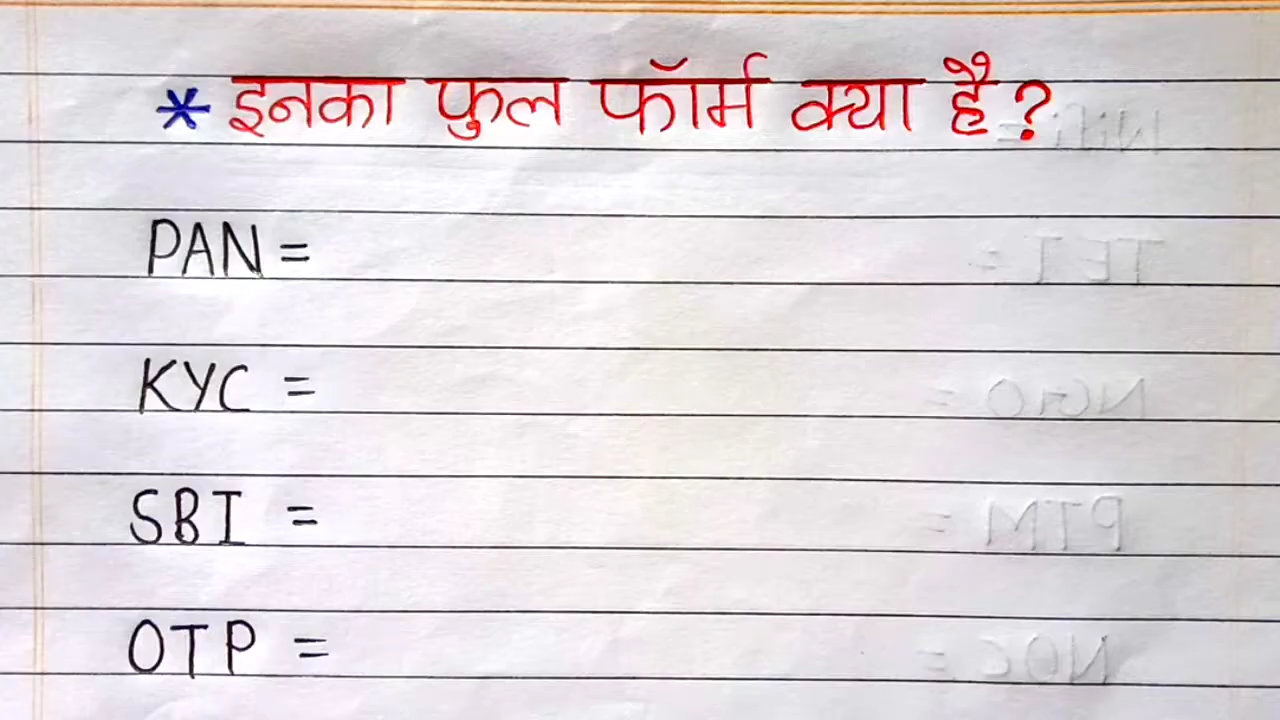 * इनका फुल फॉर्म क्या है?
PAN =
KYC =
SBI =
OTP =